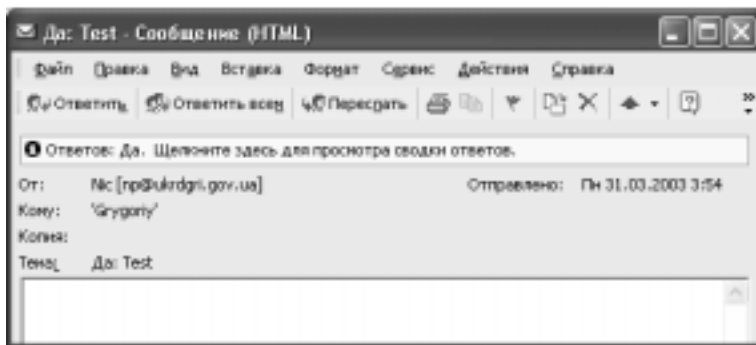 Да: Test - Сообщение (HTML)
Файл Правка Вид Вставка Формат Сервис Действия Справка
Ответить Ответить всем Переслать
Ответов: Да. Щелкните здесь для просмотра сводки ответов.
От: Nic [np@ukrdgri.gov.ua] Отправлено: Пн 31.03.2003 3:54
Кому: 'Grygoriy'
Копия:
Тема: Да: Test